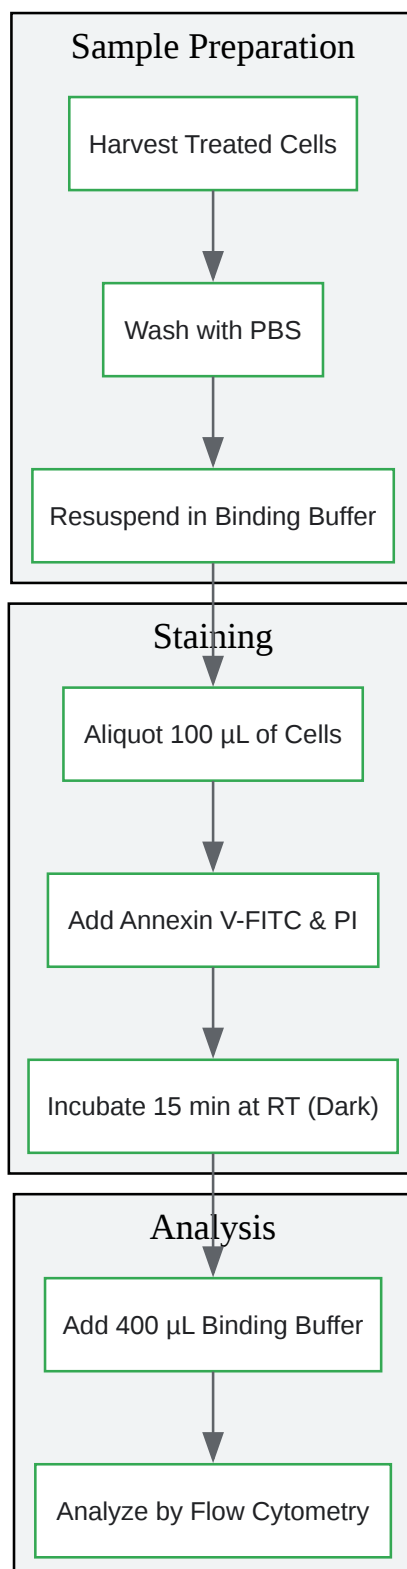 Sample Preparation
Harvest Treated Cells
Wash with PBS
Resuspend in Binding Buffer
Staining
Aliquot 100 µL of Cells
Add Annexin V-FITC & PI
Incubate 15 min at RT (Dark)
Analysis
Add 400 µL Binding Buffer
Analyze by Flow Cytometry